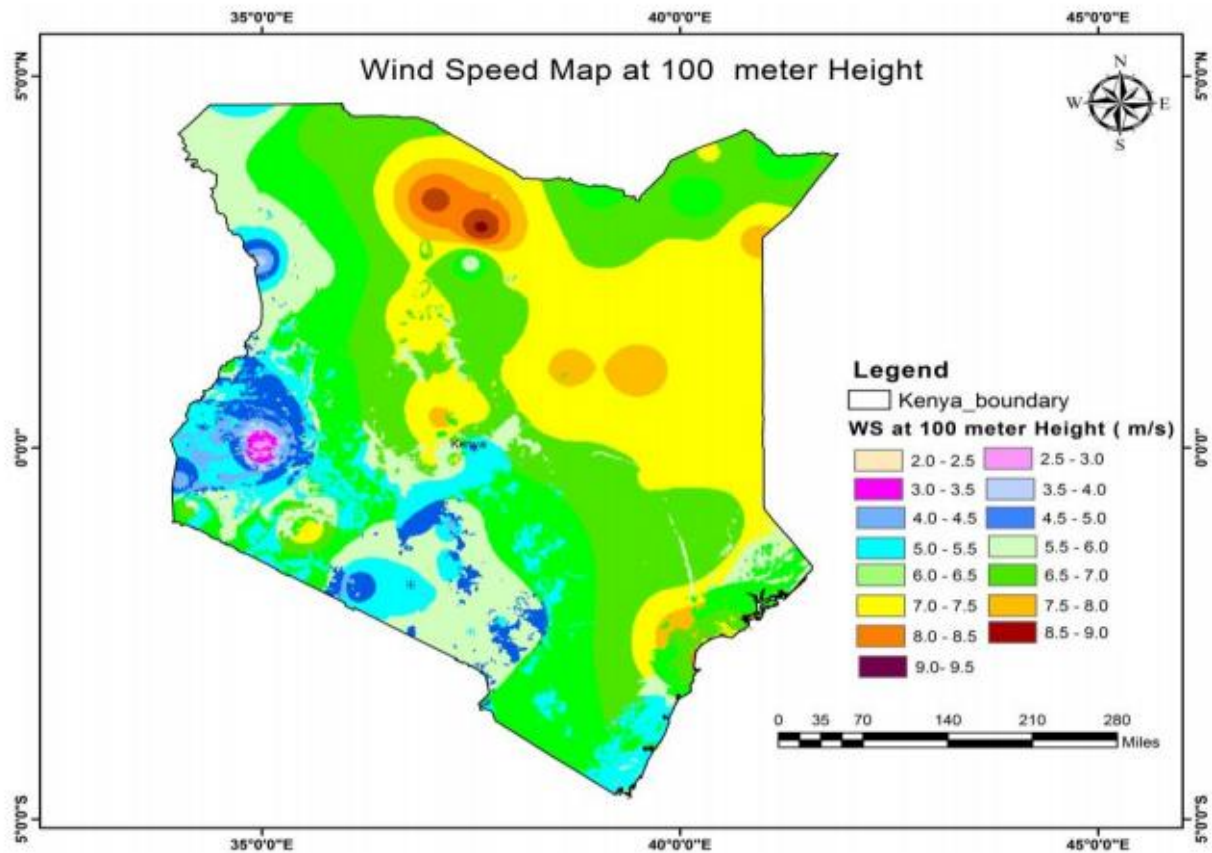 35°0'0"E 40°0'0"E 45°0'0"E
5°0'0"N 5°0'0"N
Wind Speed Map at 100 meter Height
N
W E
S
Legend
Kenya_boundary
WS at 100 meter Height ( m/s)
2.0 - 2.5 2.5 - 3.0
3.0 - 3.5 3.5 - 4.0
4.0 - 4.5 4.5 - 5.0
5.0 - 5.5 5.5 - 6.0
6.0 - 6.5 6.5 - 7.0
7.0 - 7.5 7.5 - 8.0
8.0 - 8.5 8.5 - 9.0
9.0- 9.5
0°0'0" 0°0'0"
Kenya
0 35 70 140 210 280
Miles
5°0'0"S 5°0'0"S
35°0'0"E 40°0'0"E 45°0'0"E